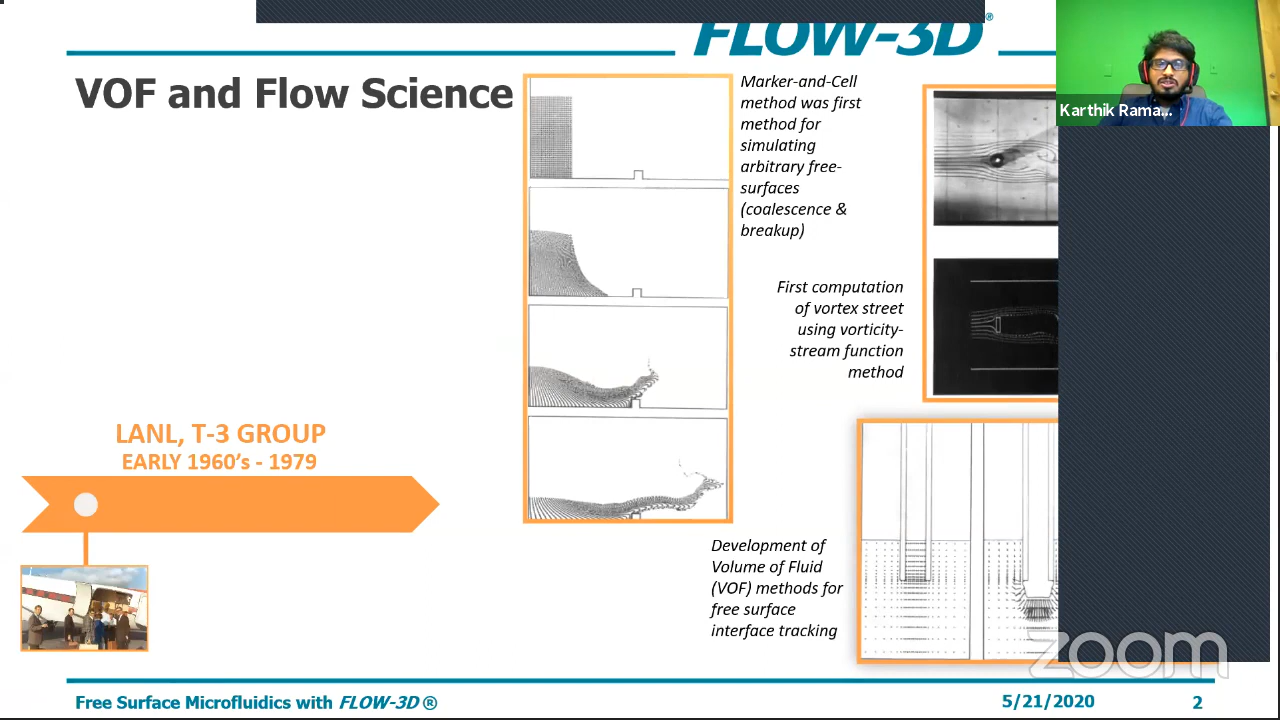 FLOW-3D®
VOF and Flow Science
Karthik Rama...
Marker-and-Cell
method was first
method for
simulating
arbitrary free-
surfaces
(coalescence &
breakup)
First computation
of vortex street
using vorticity-
stream function
method
LANL, T-3 GROUP
EARLY 1960’s - 1979
Development of
Volume of Fluid
(VOF) methods for
free surface
interface tracking
zoom
Free Surface Microfluidics with FLOW-3D ®
5/21/2020
2